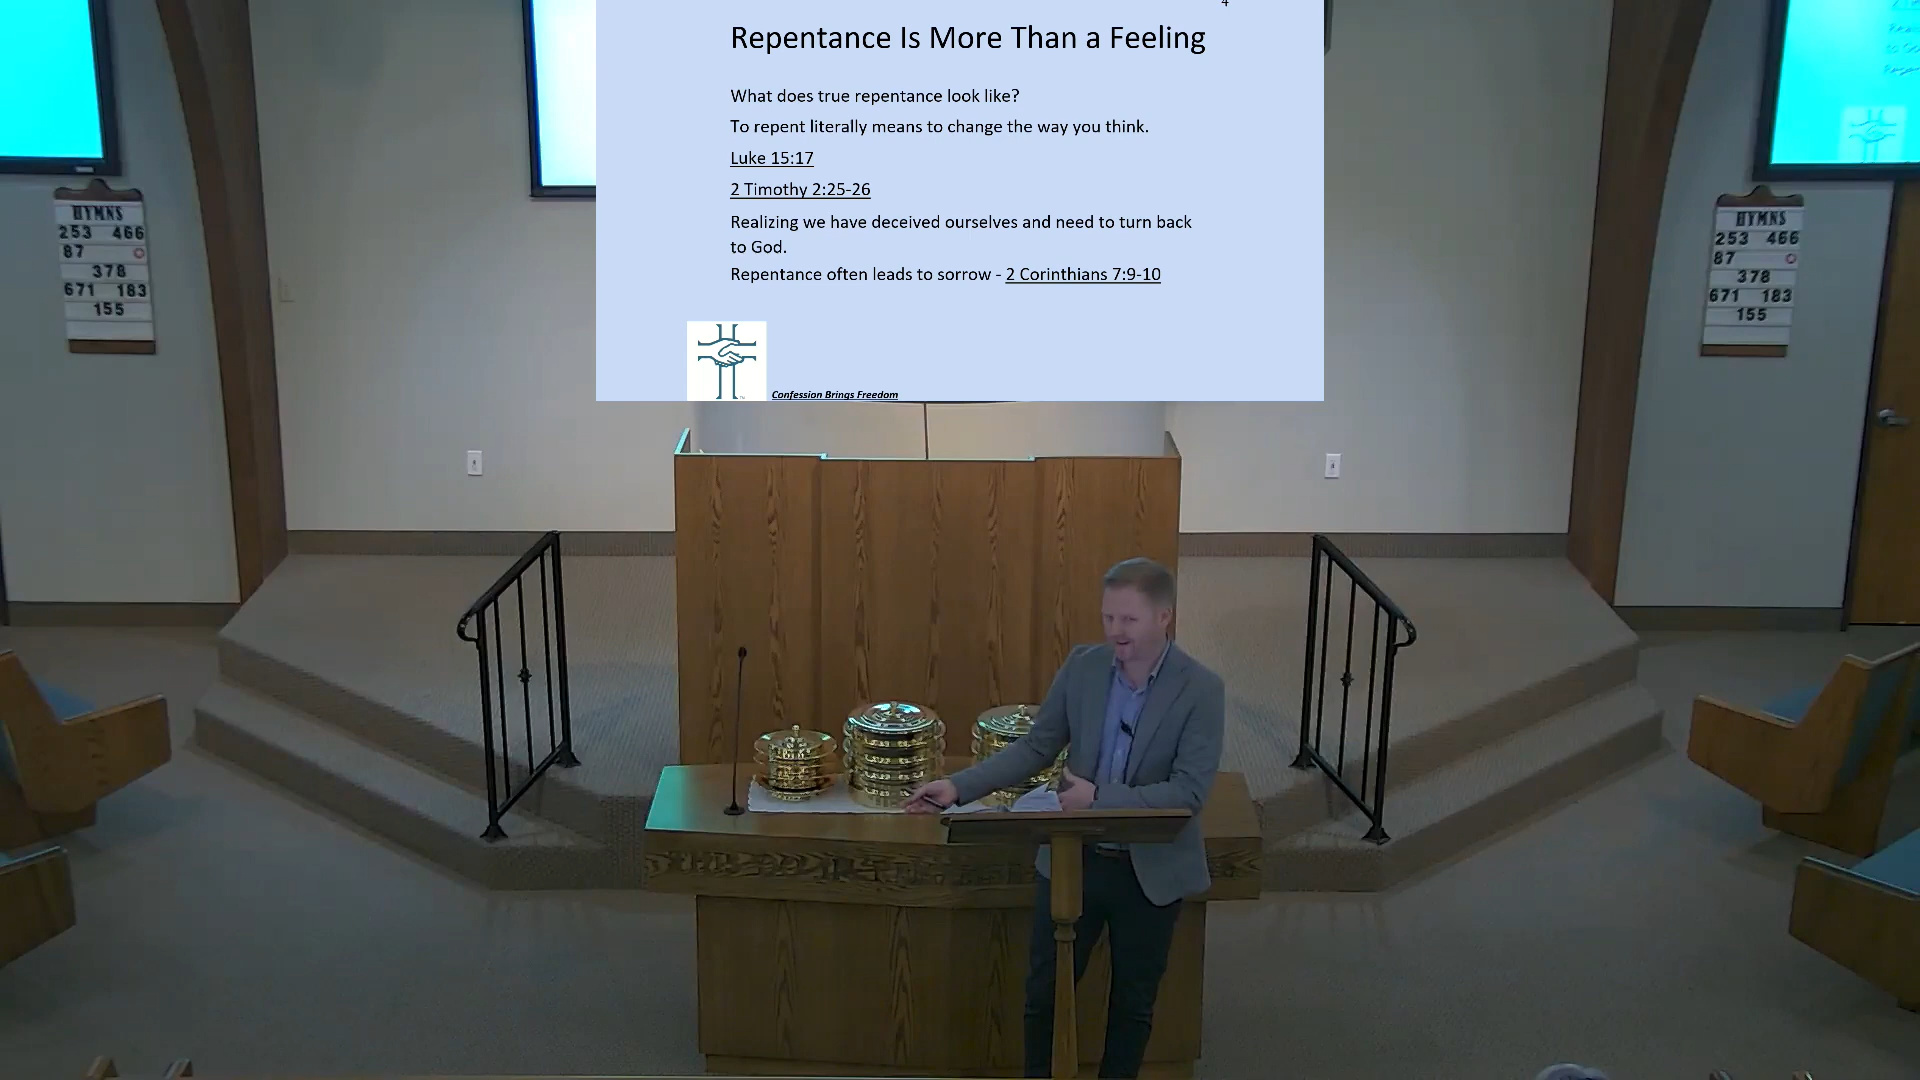 4
Repentance Is More Than a Feeling
What does true repentance look like?
To repent literally means to change the way you think.
Luke 15:17
2 Timothy 2:25-26
Realizing we have deceived ourselves and need to turn back
to God.
Repentance often leads to sorrow - 2 Corinthians 7:9-10
Confession Brings Freedom
HYMNS
253 466
87
378
671 183
155
HYMNS
253 466
87
378
671 183
155